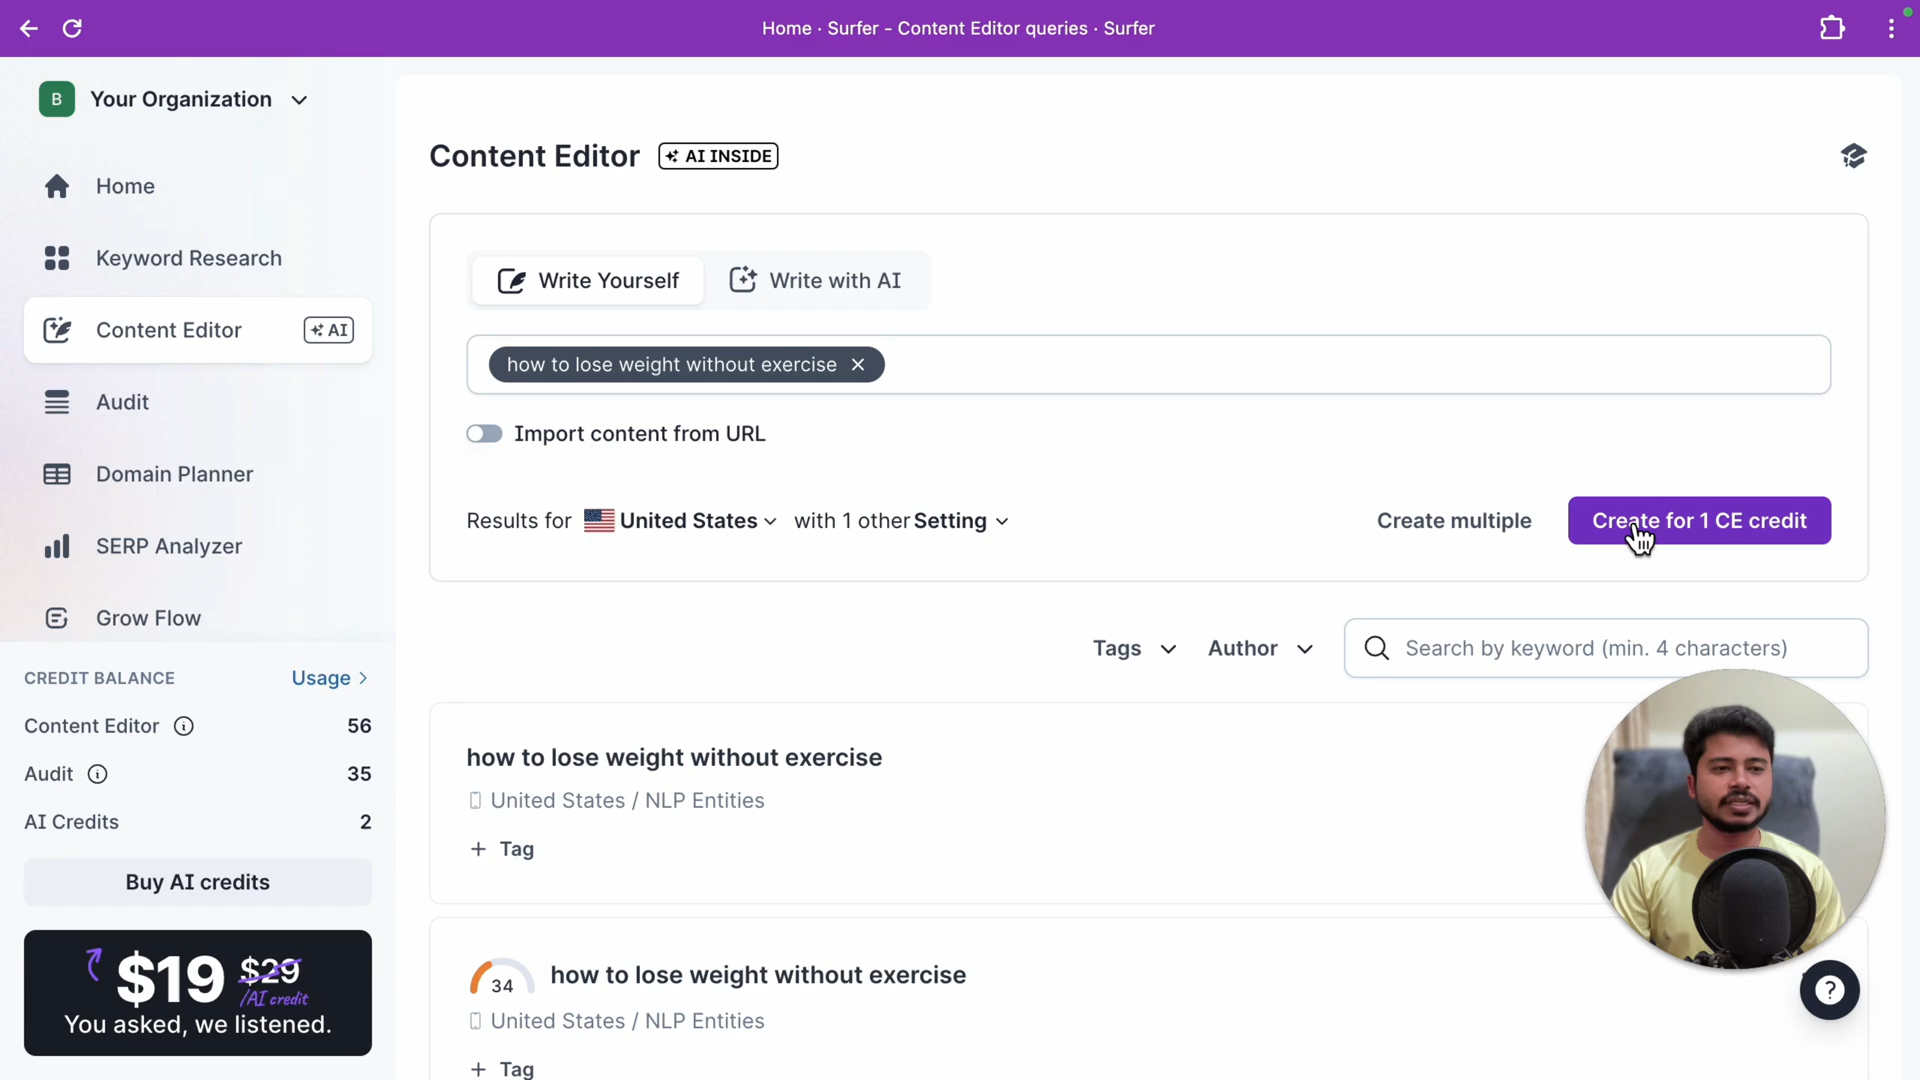 Home · Surfer - Content Editor queries · Surfer
B Your Organization
Home
Keyword Research
Content Editor AI
Audit
Domain Planner
SERP Analyzer
Grow Flow
CREDIT BALANCE Usage
Content Editor 56
Audit 35
AI Credits 2
Buy AI credits
$19 $29
/AI credit
You asked, we listened.
Content Editor AI INSIDE
Write Yourself Write with AI
how to lose weight without exercise
Import content from URL
Results for United States with 1 other Setting Create multiple Create for 1 CE credit
Tags Author Search by keyword (min. 4 characters)
how to lose weight without exercise
United States / NLP Entities
+ Tag
34 how to lose weight without exercise
United States / NLP Entities
+ Tag
?